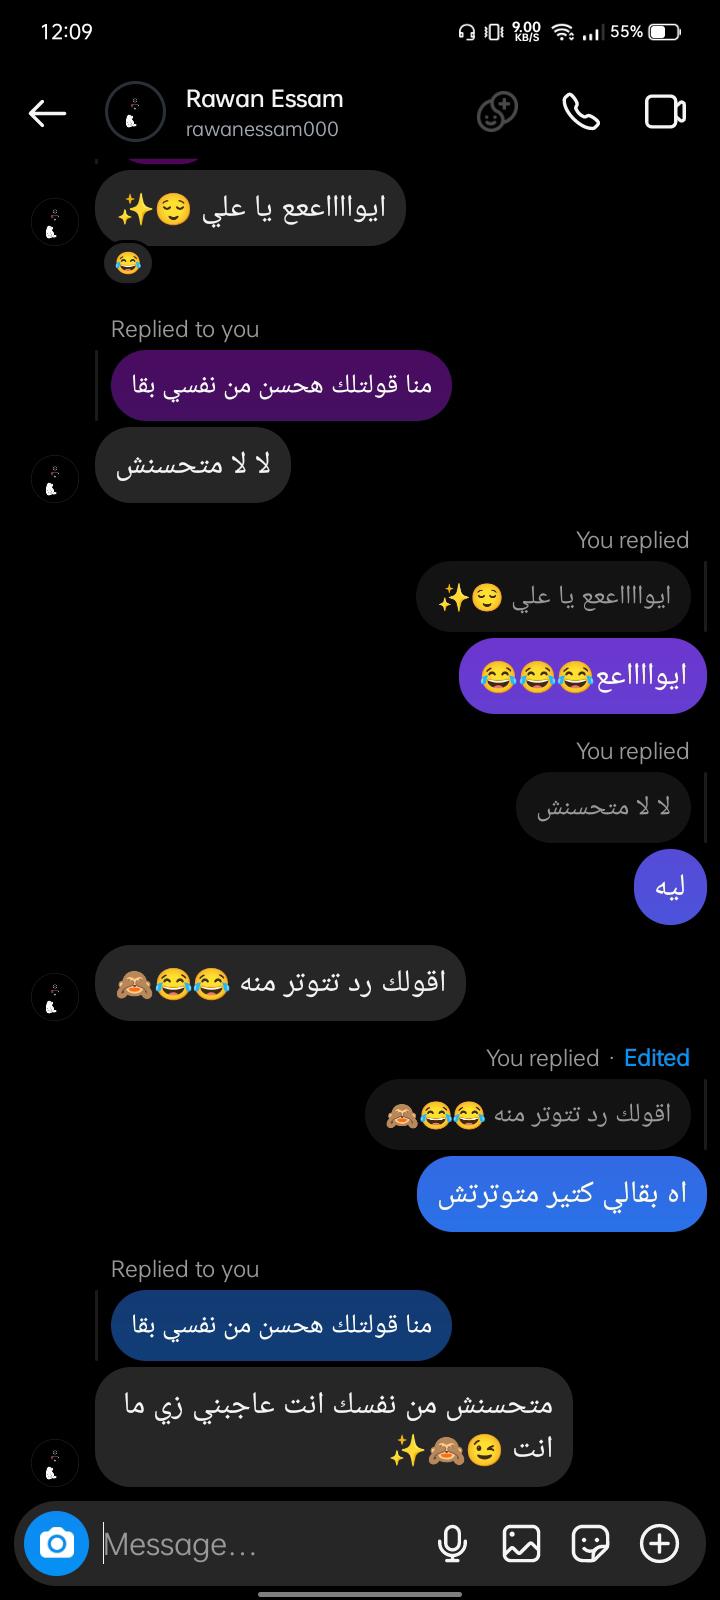 12:09
9.00
KB/S
55%
Rawan Essam
rawanessam000
ايوااااععع يا علي 😌✨
😂
Replied to you
منا قولتلك هحسن من نفسي بقا
لا لا متحسنش
You replied
ايوااااععع يا علي 😌✨
ايواااااعع😂😂😂
You replied
لا لا متحسنش
ليه
اقولك رد تتوتر منه 😂😂🙈
You replied · Edited
اقولك رد تتوتر منه 😂😂🙈
اه بقالي كتير متوترتش
Replied to you
منا قولتلك هحسن من نفسي بقا
متحسنش من نفسك انت عاجبني زي ما
انت 😉🙈✨
Message...